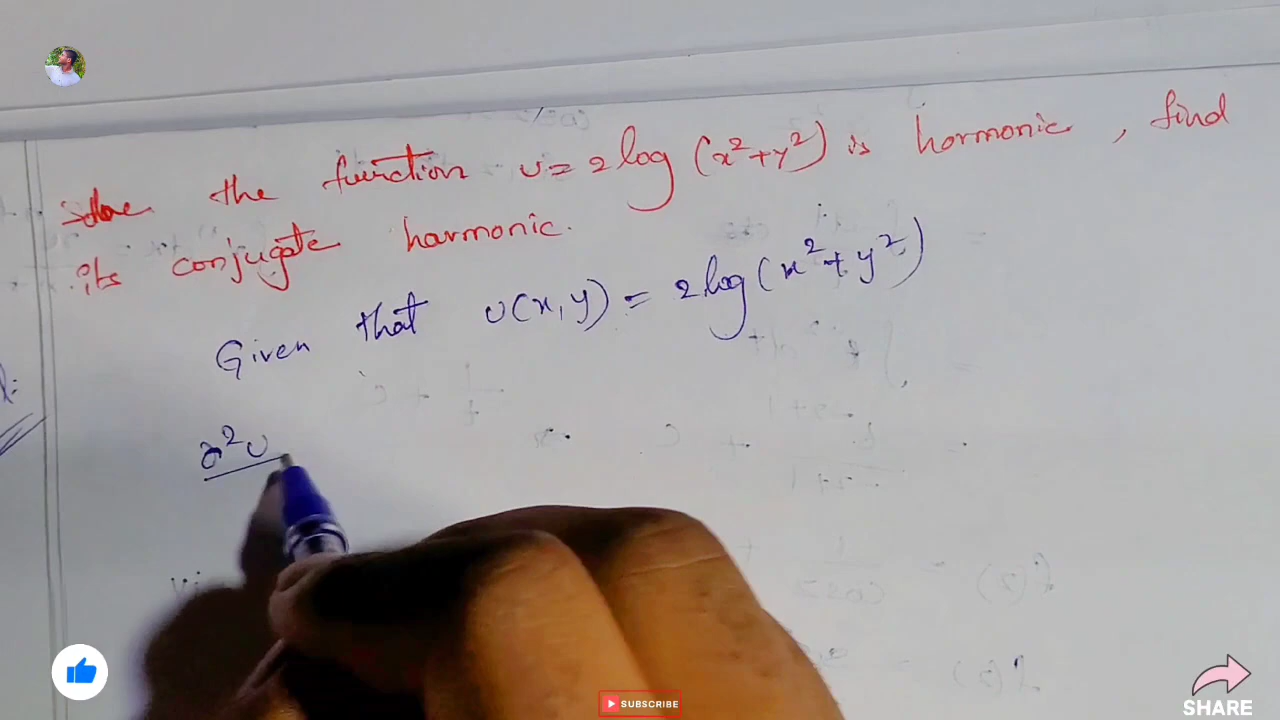 the function u = 2 log (x²+y²) is hormonic, find
its conjugate harmonic.
Given that u(x,y) = 2 log (x²+y²)
∂²u
SUBSCRIBE
SHARE